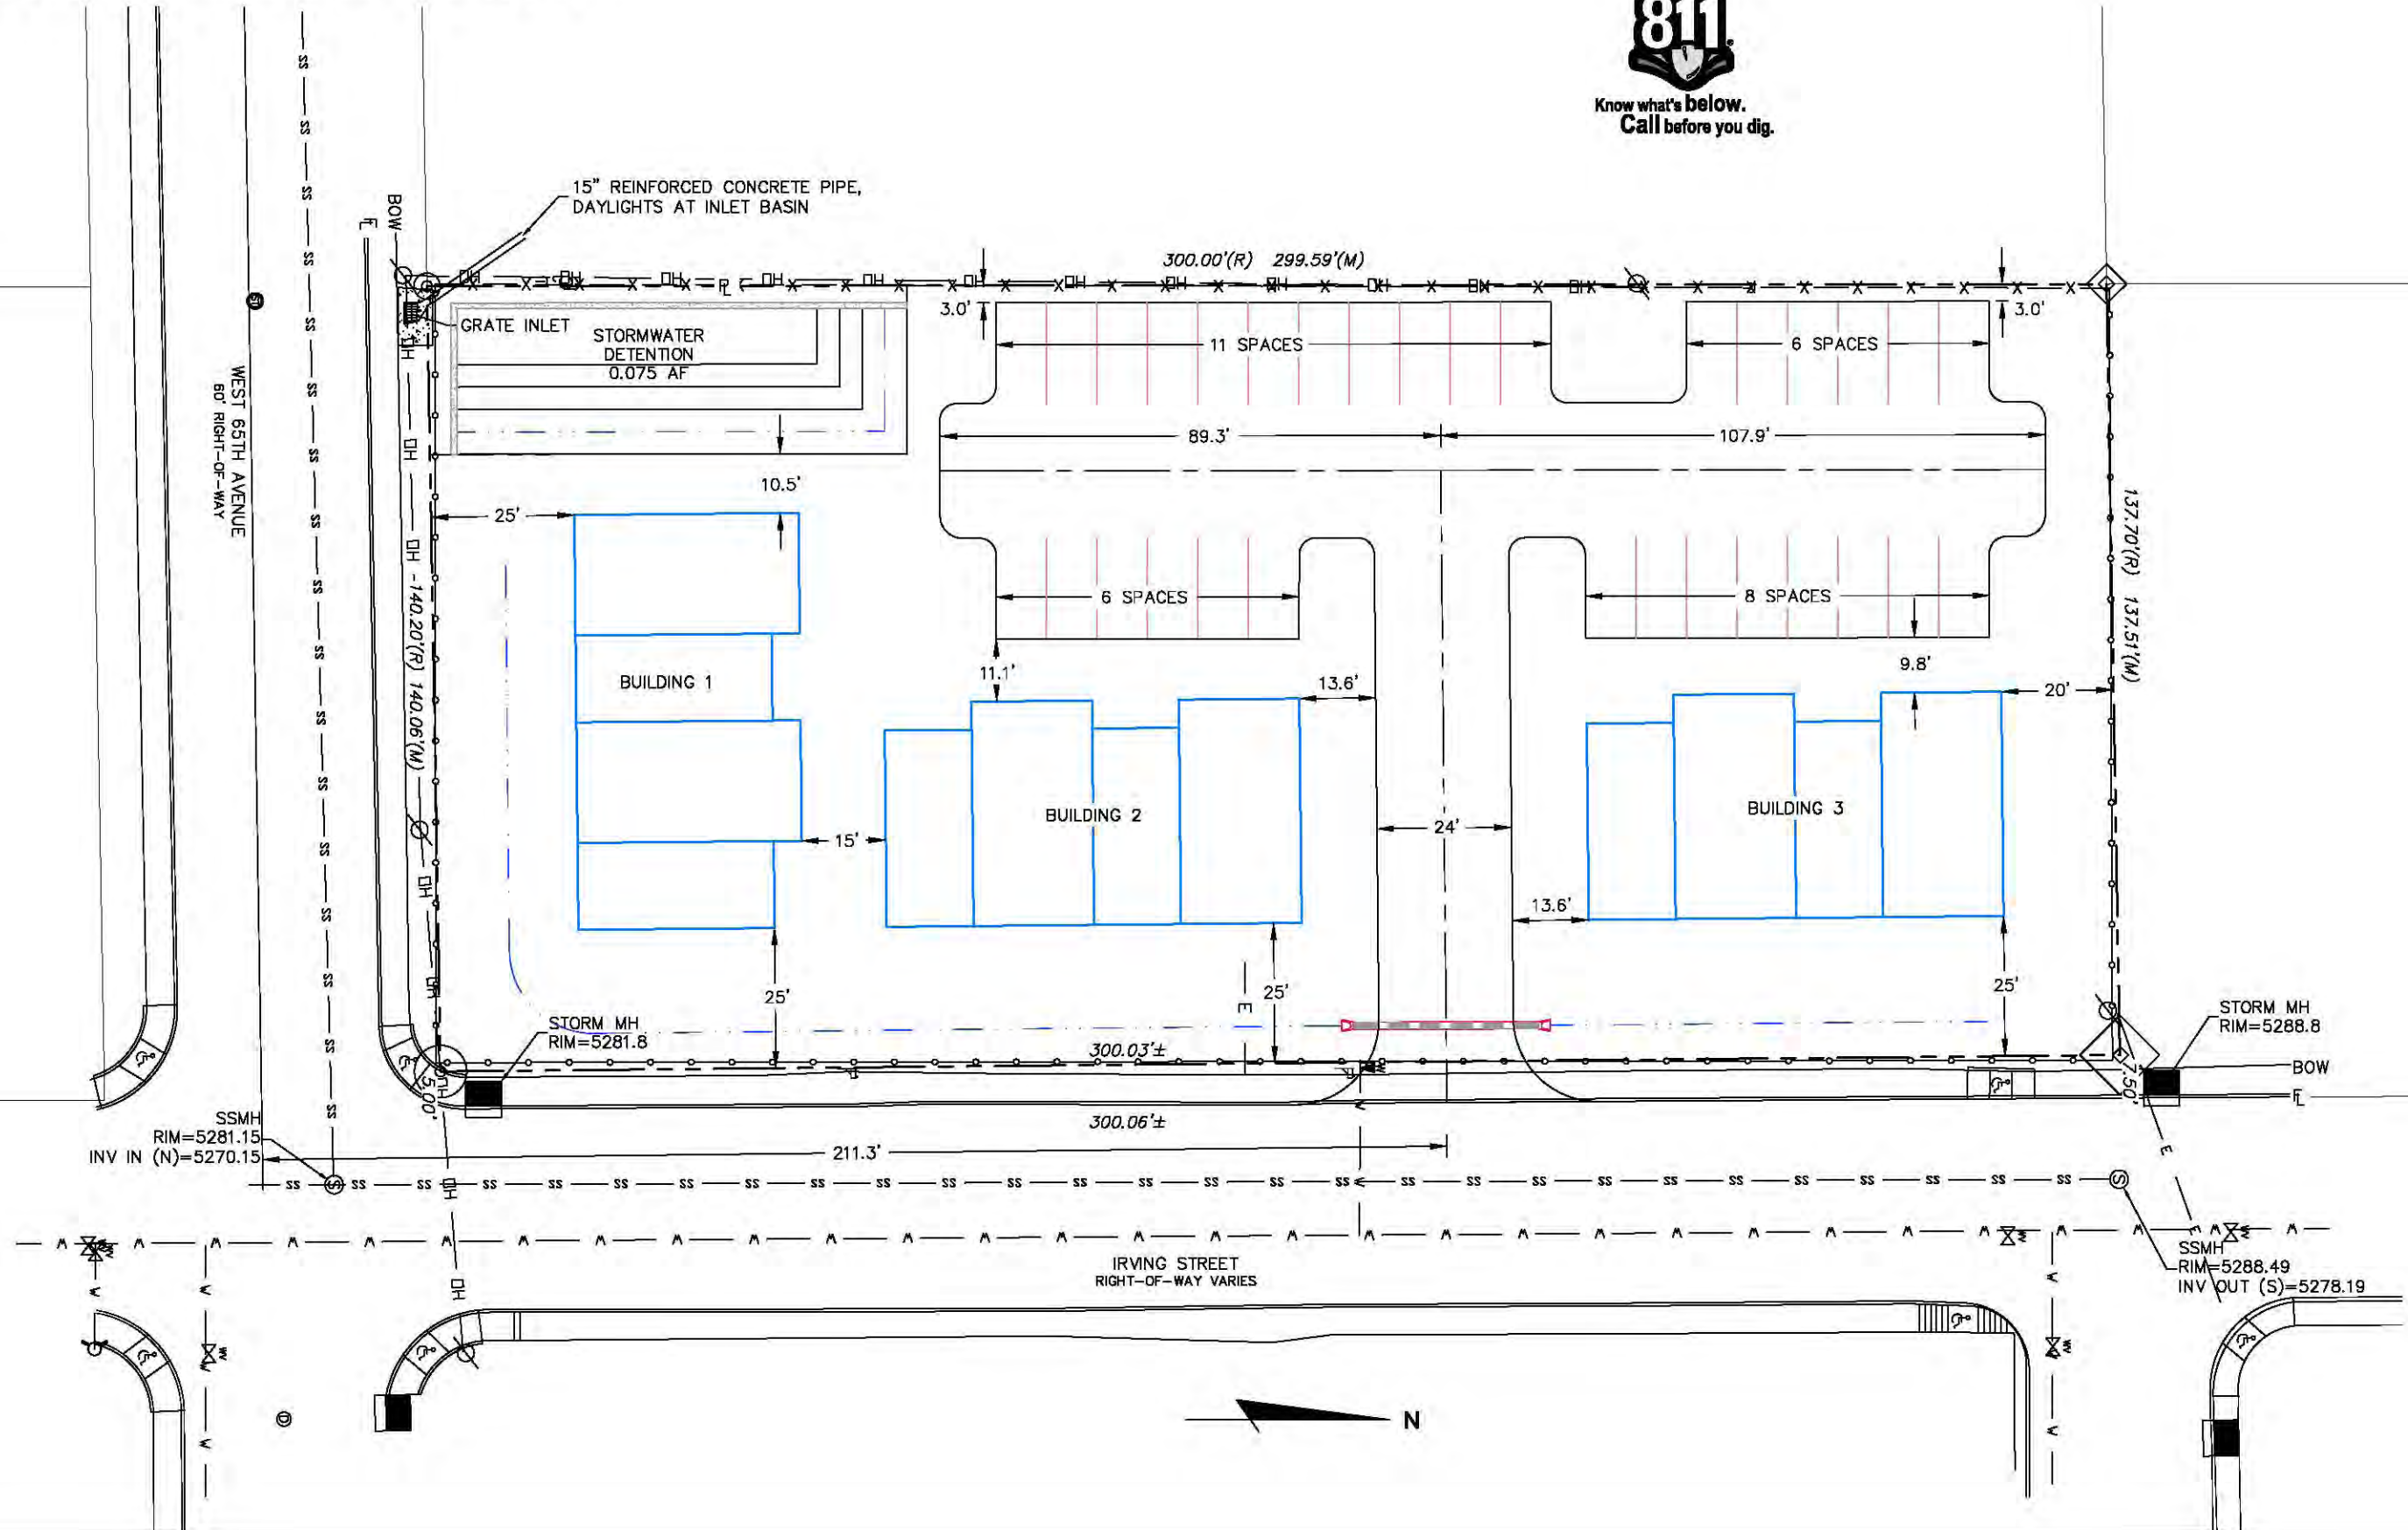 811
Know what's below.
Call before you dig.
15" REINFORCED CONCRETE PIPE,
DAYLIGHTS AT INLET BASIN
BOW
FL
300.00'(R) 299.59'(M)
3.0'
3.0'
GRATE INLET
STORMWATER
DETENTION
0.075 AF
11 SPACES
6 SPACES
89.3'
107.9'
WEST 65TH AVENUE
60' RIGHT-OF-WAY
10.5'
25'
140.20'(R) 140.06'(M)
137.70'(R) 137.51'(M)
6 SPACES
8 SPACES
BUILDING 1
11.1'
13.6'
9.8'
20'
BUILDING 2
BUILDING 3
15'
24'
13.6'
25'
25'
25'
STORM MH
RIM=5281.8
300.03'±
STORM MH
RIM=5288.8
BOW
FL
5.00'
7.50'
SSMH
RIM=5281.15
INV IN (N)=5270.15
300.06'±
211.3'
IRVING STREET
RIGHT-OF-WAY VARIES
SSMH
RIM=5288.49
INV OUT (S)=5278.19
N